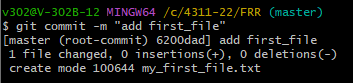 v302@V-302B-12 MINGW64 /c/4311-22/FRR (master)
$ git commit -m "add first_file"
[master (root-commit) 6200dad] add first_file
 1 file changed, 0 insertions(+), 0 deletions(-)
 create mode 100644 my_first_file.txt